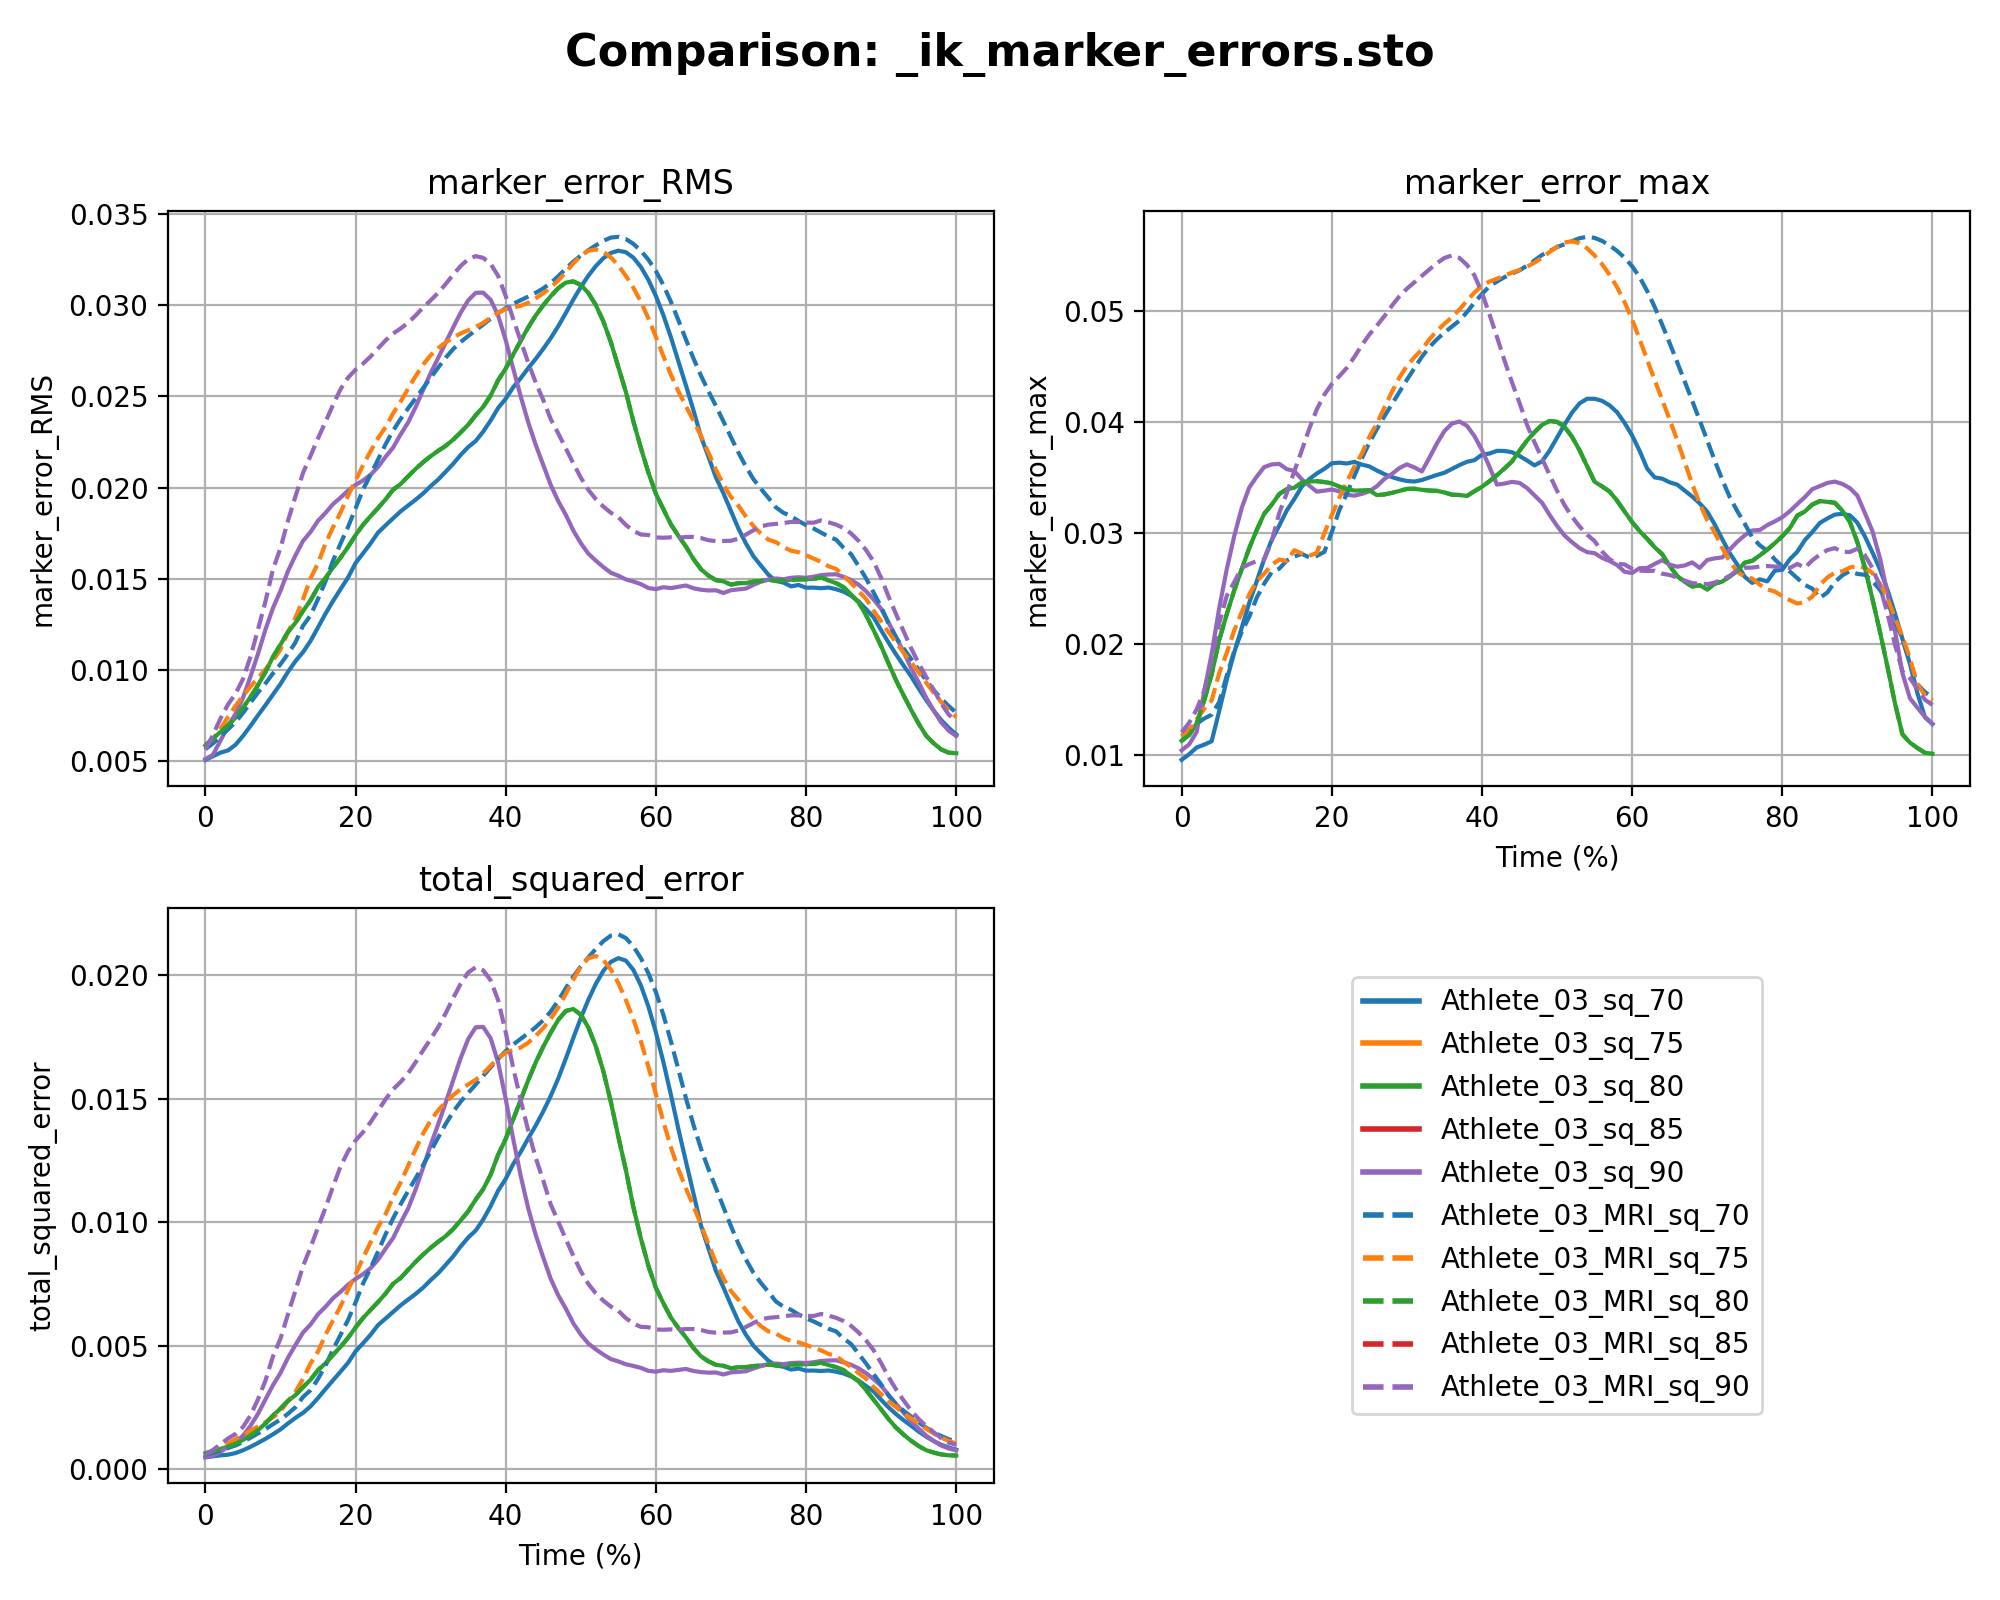 Comparison: _ik_marker_errors.sto
marker_error_RMS
marker_error_RMS
0.035
0.030
0.025
0.020
0.015
0.010
0.005
0 20 40 60 80 100
marker_error_max
marker_error_max
0.05
0.04
0.03
0.02
0.01
0 20 40 60 80 100
Time (%)
total_squared_error
total_squared_error
0.020
0.015
0.010
0.005
0.000
0 20 40 60 80 100
Time (%)
Athlete_03_sq_70
Athlete_03_sq_75
Athlete_03_sq_80
Athlete_03_sq_85
Athlete_03_sq_90
Athlete_03_MRI_sq_70
Athlete_03_MRI_sq_75
Athlete_03_MRI_sq_80
Athlete_03_MRI_sq_85
Athlete_03_MRI_sq_90